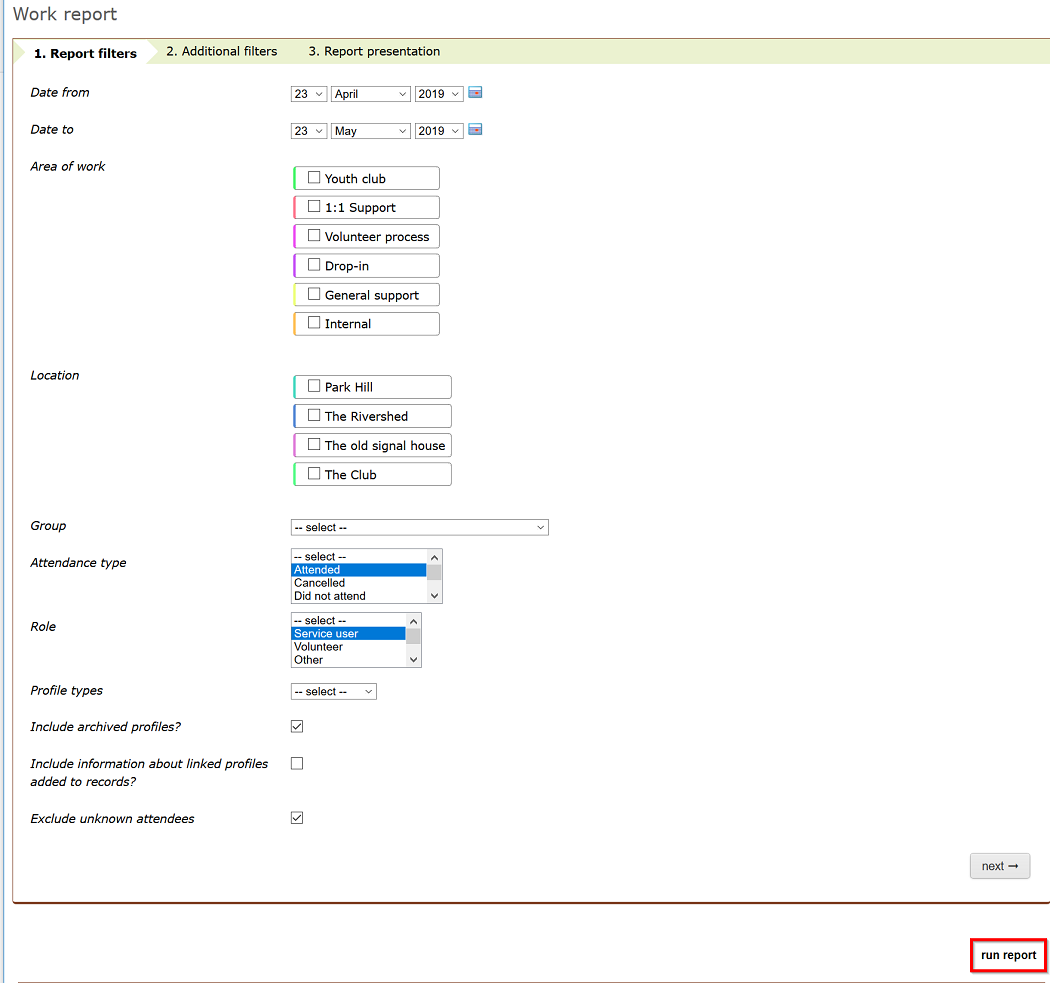 Work report
1. Report filters 2. Additional filters 3. Report presentation
Date from 23 April 2019
Date to 23 May 2019
Area of work
Youth club
1:1 Support
Volunteer process
Drop-in
General support
Internal
Location
Park Hill
The Rivershed
The old signal house
The Club
Group -- select --
Attendance type
-- select --
Attended
Cancelled
Did not attend
Role
-- select --
Service user
Volunteer
Other
Profile types -- select --
Include archived profiles?
Include information about linked profiles
added to records?
Exclude unknown attendees
next →
run report